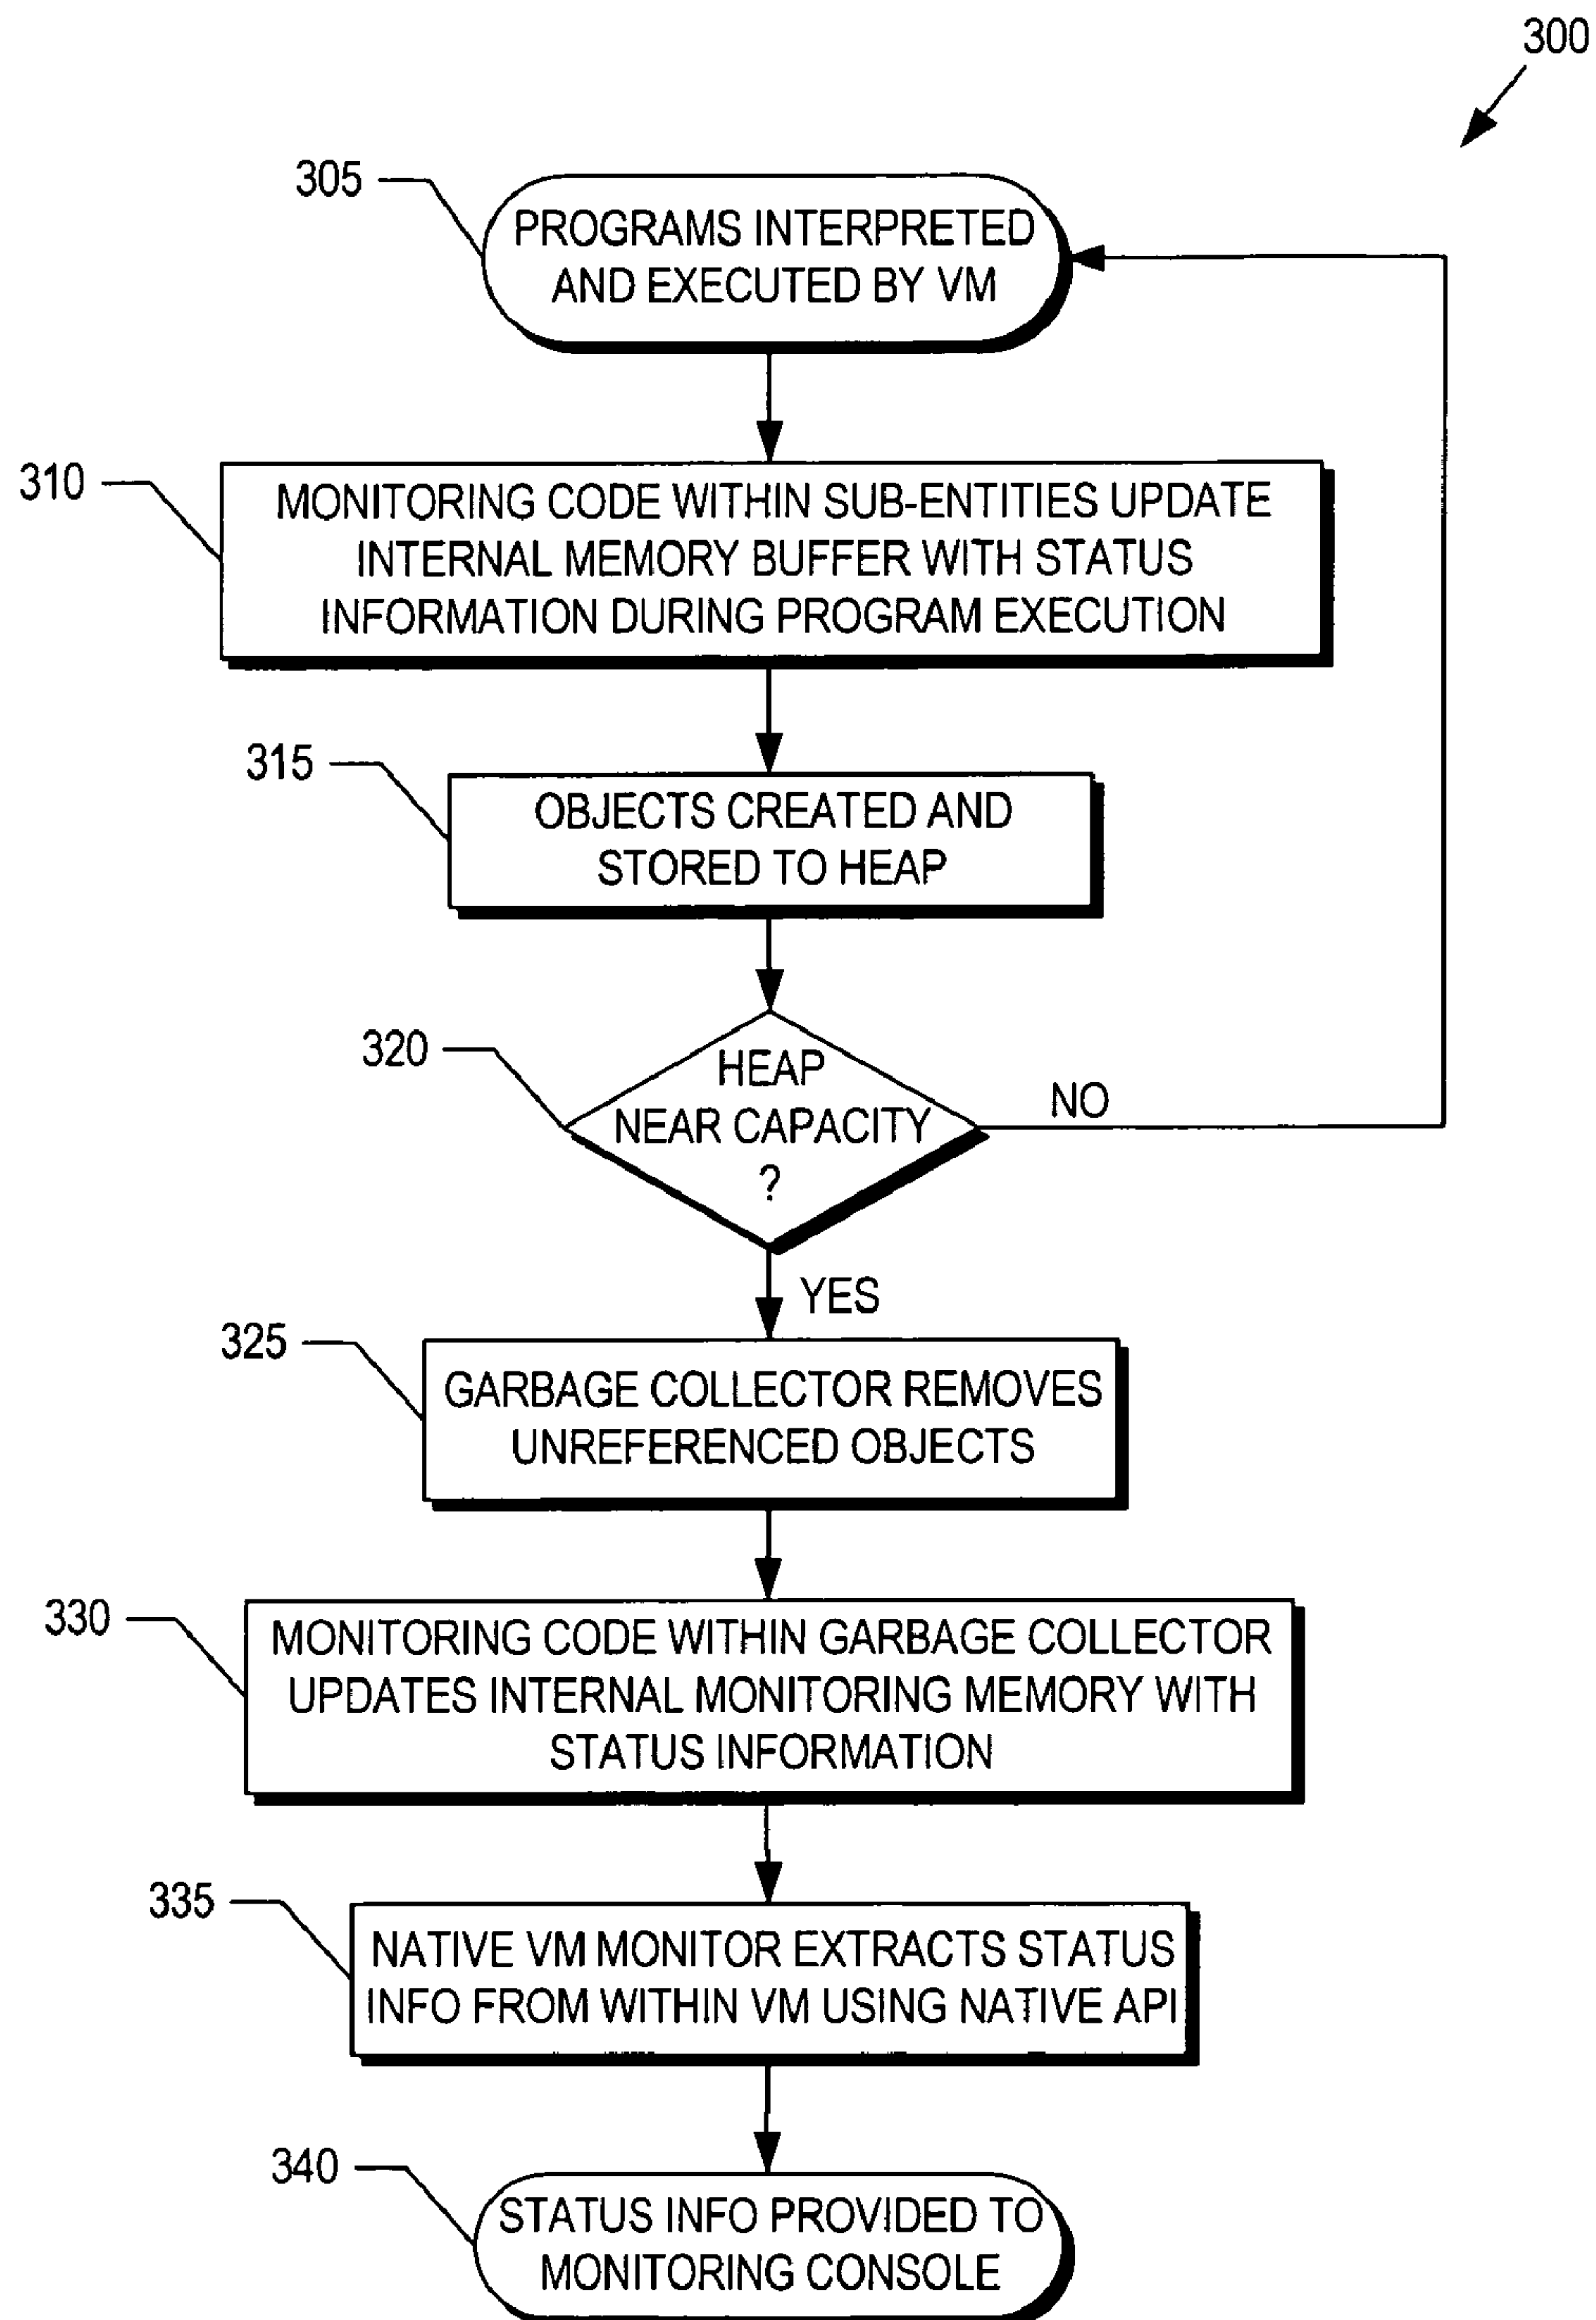 300
305
PROGRAMS INTERPRETED
AND EXECUTED BY VM
310
MONITORING CODE WITHIN SUB-ENTITIES UPDATE
INTERNAL MEMORY BUFFER WITH STATUS
INFORMATION DURING PROGRAM EXECUTION
315
OBJECTS CREATED AND
STORED TO HEAP
320
HEAP
NEAR CAPACITY
?
NO
YES
325
GARBAGE COLLECTOR REMOVES
UNREFERENCED OBJECTS
330
MONITORING CODE WITHIN GARBAGE COLLECTOR
UPDATES INTERNAL MONITORING MEMORY WITH
STATUS INFORMATION
335
NATIVE VM MONITOR EXTRACTS STATUS
INFO FROM WITHIN VM USING NATIVE API
340
STATUS INFO PROVIDED TO
MONITORING CONSOLE